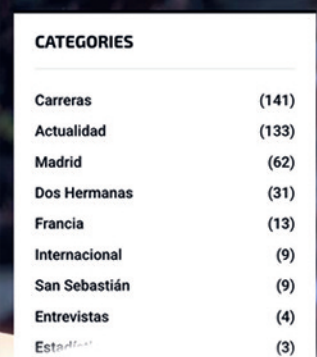 CATEGORIES
Carreras (141)
Actualidad (133)
Madrid (62)
Dos Hermanas (31)
Francia (13)
Internacional (9)
San Sebastián (9)
Entrevistas (4)
(3)